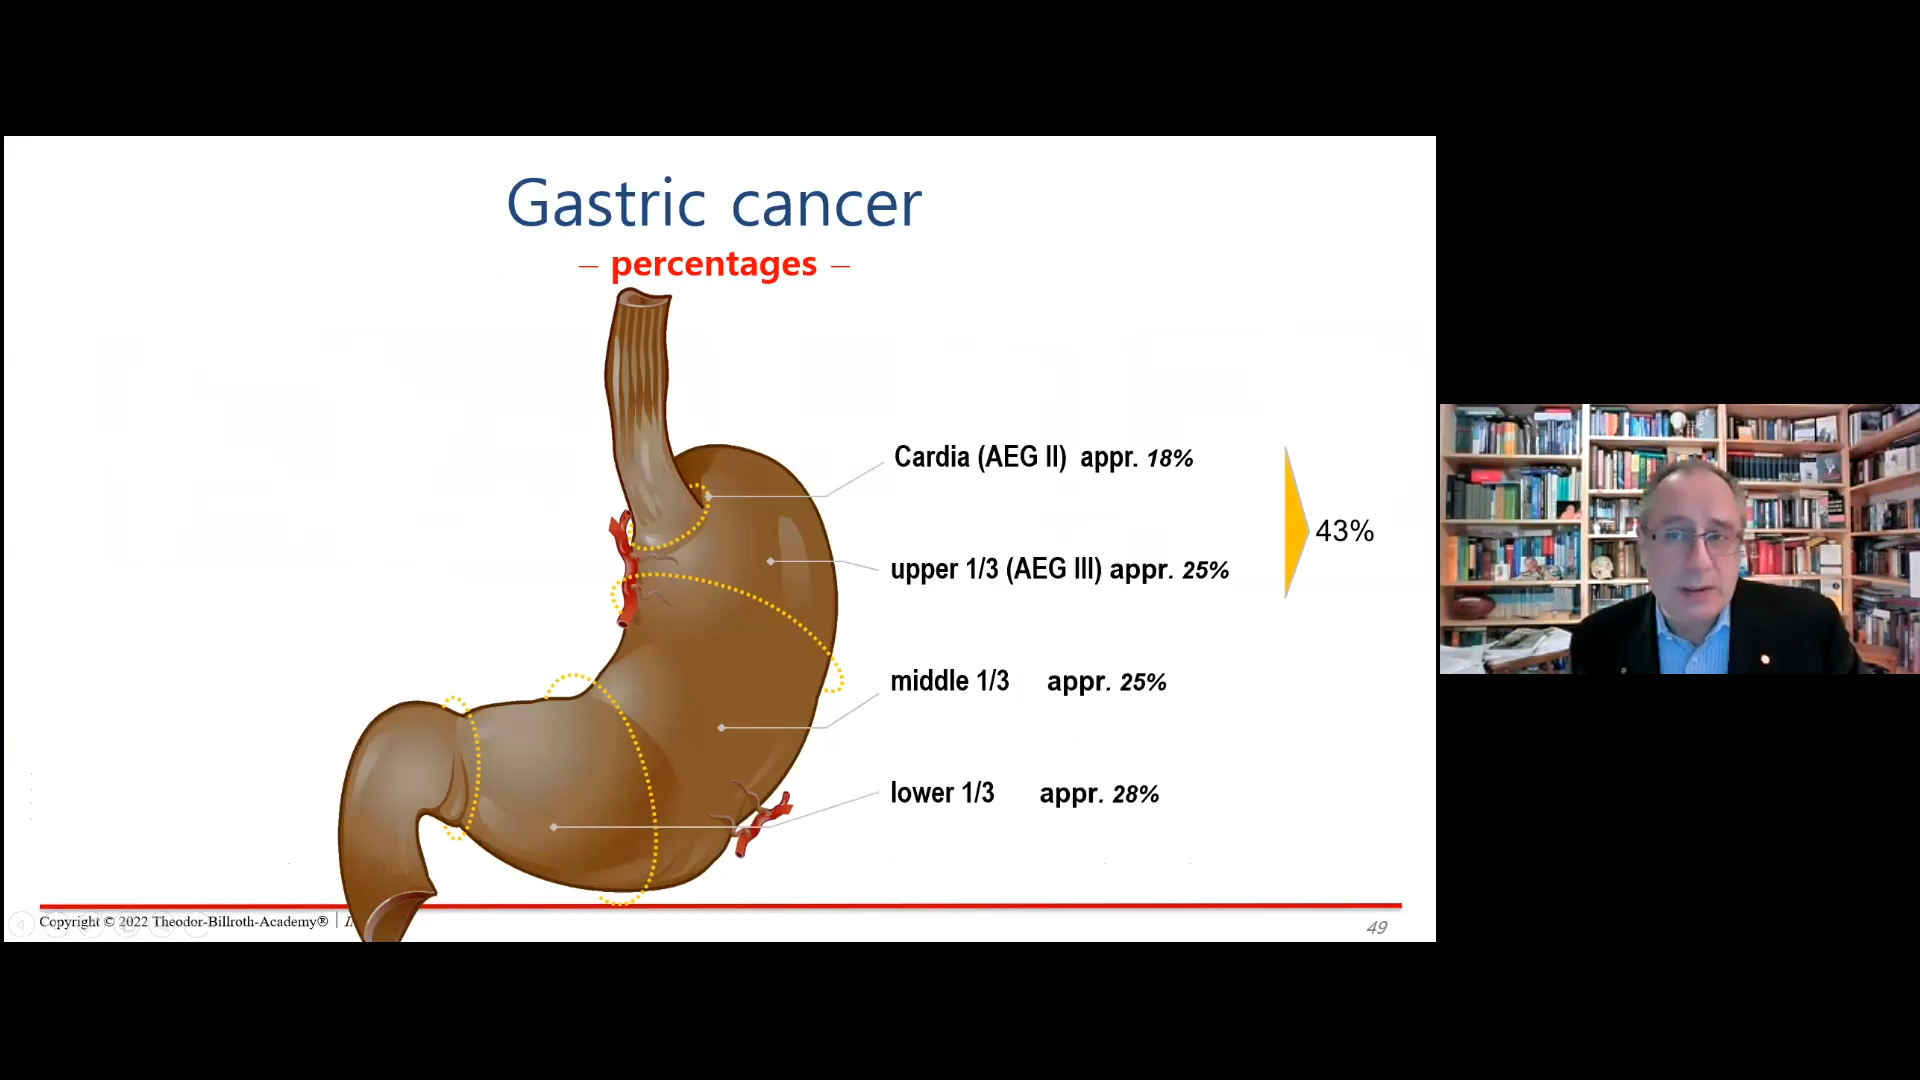 Gastric cancer
– percentages –
Cardia (AEG II) appr. 18%
upper 1/3 (AEG III) appr. 25%
43%
middle 1/3 appr. 25%
lower 1/3 appr. 28%
Copyright © 2022 Theodor-Billroth-Academy® |
49